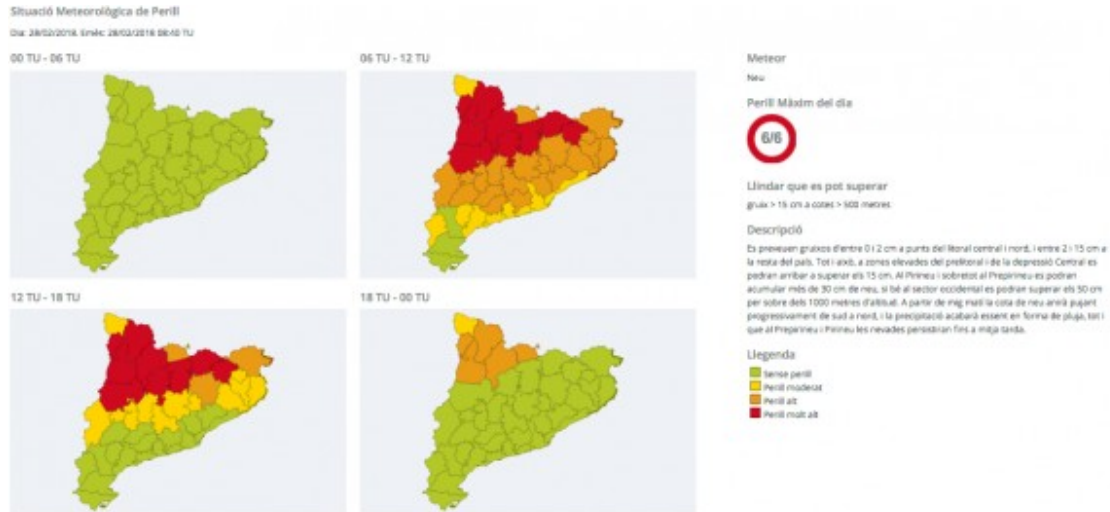 Situació Meteorològica de Perill
Dia: 28/02/2018, Emès: 28/02/2018 08:40 TU
00 TU - 06 TU
06 TU - 12 TU
12 TU - 18 TU
18 TU - 00 TU
Meteor
Neu
Perill Màxim del dia
6/6
Llindar que es pot superar
gruix > 15 cm a cotes > 500 metres
Descripció
Es preveuen gruixos d'entre 0 i 2 cm a punts del litoral central i nord, i entre 2 i 15 cm a
la resta del país. Tot i això, a zones elevades del prelitoral i de la depressió Central es
podran arribar a superar els 15 cm. Al Pirineu i sobretot al Prepirineu es podran
acumular més de 30 cm de neu, si bé al sector occidental es podran superar els 50 cm
per sobre dels 1000 metres d'altitud. A partir de mig matí la cota de neu anirà pujant
progressivament de sud a nord, i la precipitació acabarà essent en forma de pluja, tot i
que al Prepirineu i Pirineu les nevades persistiran fins a mitja tarda.
Llegenda
Sense perill
Perill moderat
Perill alt
Perill molt alt